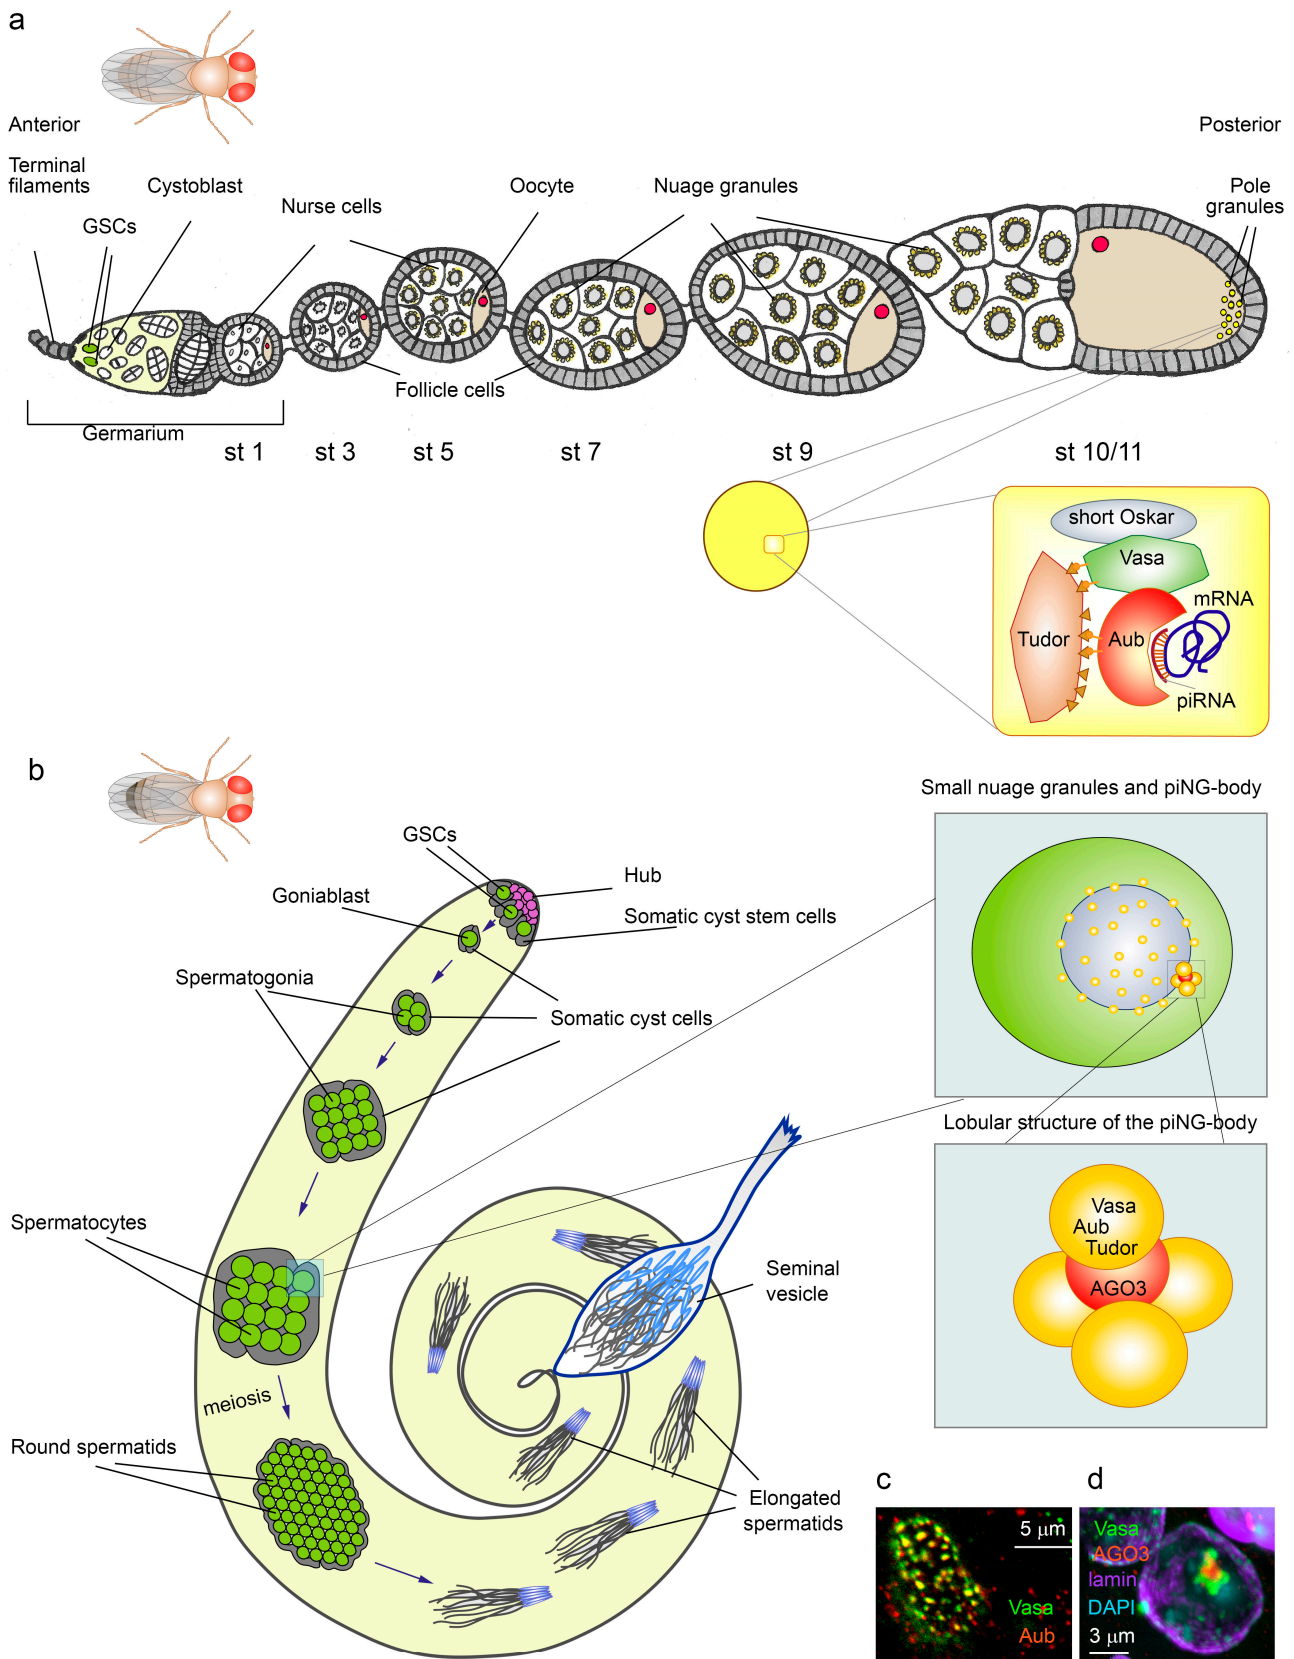 a
Anterior
Posterior
Terminal
filaments
Cystoblast
GSCs
Nurse cells
Oocyte
Nuage granules
Pole
granules
Follicle cells
Germarium
st 1
st 3
st 5
st 7
st 9
st 10/11
short Oskar
Vasa
mRNA
Tudor
Aub
piRNA
b
Small nuage granules and piNG-body
GSCs
Hub
Goniablast
Somatic cyst stem cells
Spermatogonia
Somatic cyst cells
Lobular structure of the piNG-body
Vasa
Aub
Tudor
AGO3
Spermatocytes
Seminal
vesicle
meiosis
Round spermatids
Elongated
spermatids
c
5 μm
Vasa
Aub
d
Vasa
AGO3
lamin
DAPI
3 μm